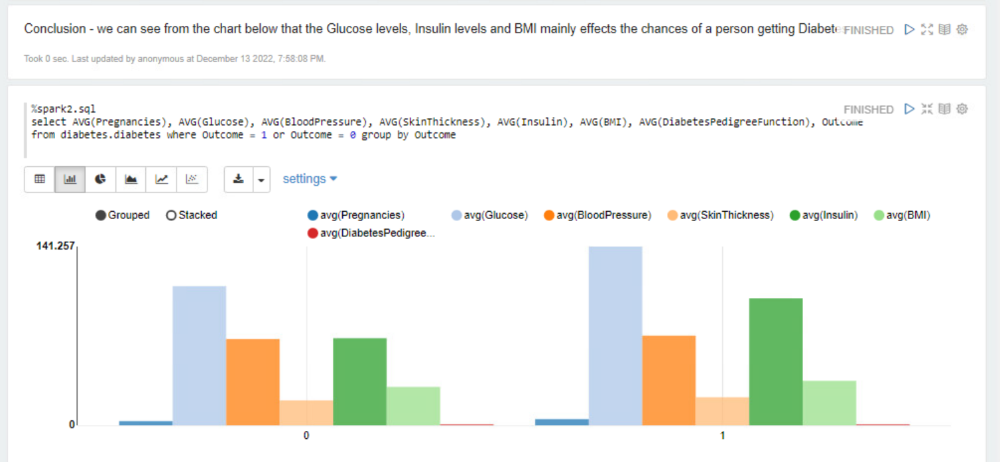 Conclusion - we can see from the chart below that the Glucose levels, Insulin levels and BMI mainly effects the chances of a person getting Diabete FINISHED
Took 0 sec. Last updated by anonymous at December 13 2022, 7:58:08 PM.
%spark2.sql FINISHED
select AVG(Pregnancies), AVG(Glucose), AVG(BloodPressure), AVG(SkinThickness), AVG(Insulin), AVG(BMI), AVG(DiabetesPedigreeFunction), Outcome
from diabetes.diabetes where Outcome = 1 or Outcome = 0 group by Outcome
settings
Grouped Stacked avg(Pregnancies) avg(Glucose) avg(BloodPressure) avg(SkinThickness) avg(Insulin) avg(BMI)
avg(DiabetesPedigree...
141.257
0
0 1